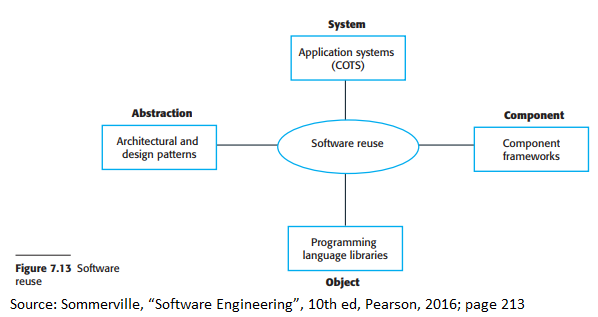 System
Application systems
(COTS)
Abstraction
Architectural and
design patterns
Software reuse
Component
Component
frameworks
Programming
language libraries
Object
Figure 7.13 Software
reuse
Source: Sommerville, “Software Engineering”, 10th ed, Pearson, 2016; page 213